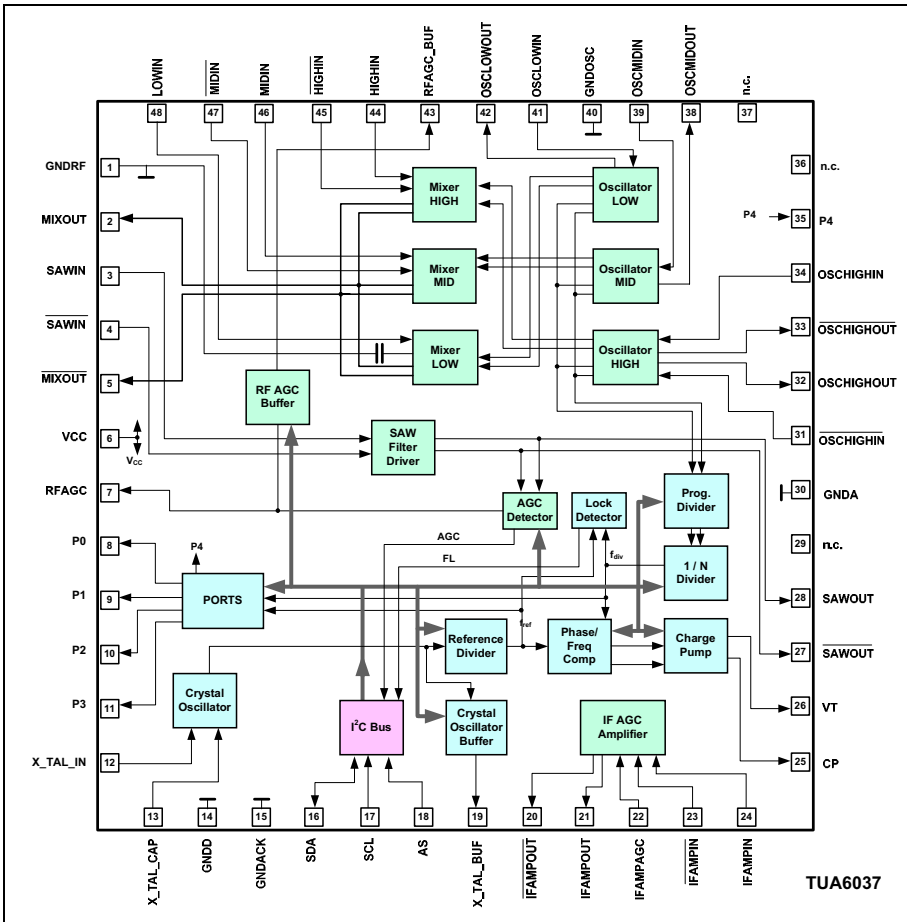 LOWIN
MIDIN
MIDIN
HIGHIN
HIGHIN
RFAGC_BUF
OSCLOWOUT
OSCLOWIN
GNDOSC
OSCMIDIN
OSCMIDOUT
n.c.
48
47
46
45
44
43
42
41
40
39
38
37
GNDRF
1
MIXOUT
2
SAWIN
3
SAWIN
4
MIXOUT
5
VCC
6
VCC
RFAGC
7
P0
8
P1
9
P2
10
P3
11
X_TAL_IN
12
36
n.c.
P4
35
P4
34
OSCHIGHIN
33
OSCHIGHOUT
32
OSCHIGHOUT
31
OSCHIGHIN
30
GNDA
29
n.c.
28
SAWOUT
27
SAWOUT
26
VT
25
CP
Mixer
HIGH
Oscillator
LOW
Mixer
MID
Oscillator
MID
Mixer
LOW
Oscillator
HIGH
RF AGC
Buffer
SAW
Filter
Driver
AGC
Detector
Lock
Detector
Prog.
Divider
AGC
FL
fdiv
1 / N
Divider
P4
PORTS
fref
Reference
Divider
Phase/
Freq
Comp
Charge
Pump
Crystal
Oscillator
I2C Bus
Crystal
Oscillator
Buffer
IF AGC
Amplifier
13
14
15
16
17
18
19
20
21
22
23
24
X_TAL_CAP
GNDD
GNDACK
SDA
SCL
AS
X_TAL_BUF
IFAMPOUT
IFAMPOUT
IFAMPAGC
IFAMPIN
IFAMPIN
TUA6037